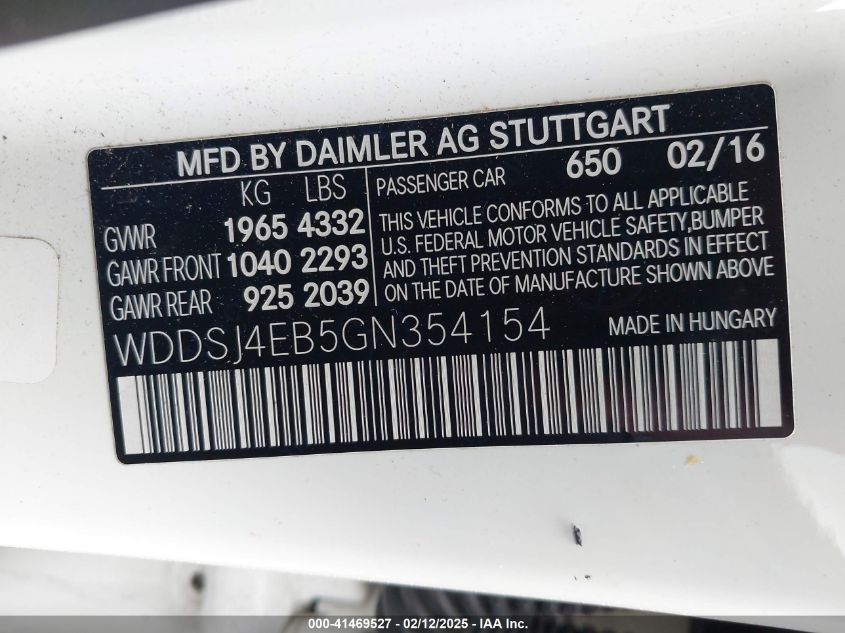 MFD BY DAIMLER AG STUTTGART
KG LBS
GVWR 1965 4332
GAWR FRONT 1040 2293
GAWR REAR 925 2039
PASSENGER CAR 650 02/16
THIS VEHICLE CONFORMS TO ALL APPLICABLE
U.S. FEDERAL MOTOR VEHICLE SAFETY,BUMPER
AND THEFT PREVENTION STANDARDS IN EFFECT
ON THE DATE OF MANUFACTURE SHOWN ABOVE
WDDSJ4EB5GN354154 MADE IN HUNGARY
000-41469527 - 02/12/2025 - IAA Inc.